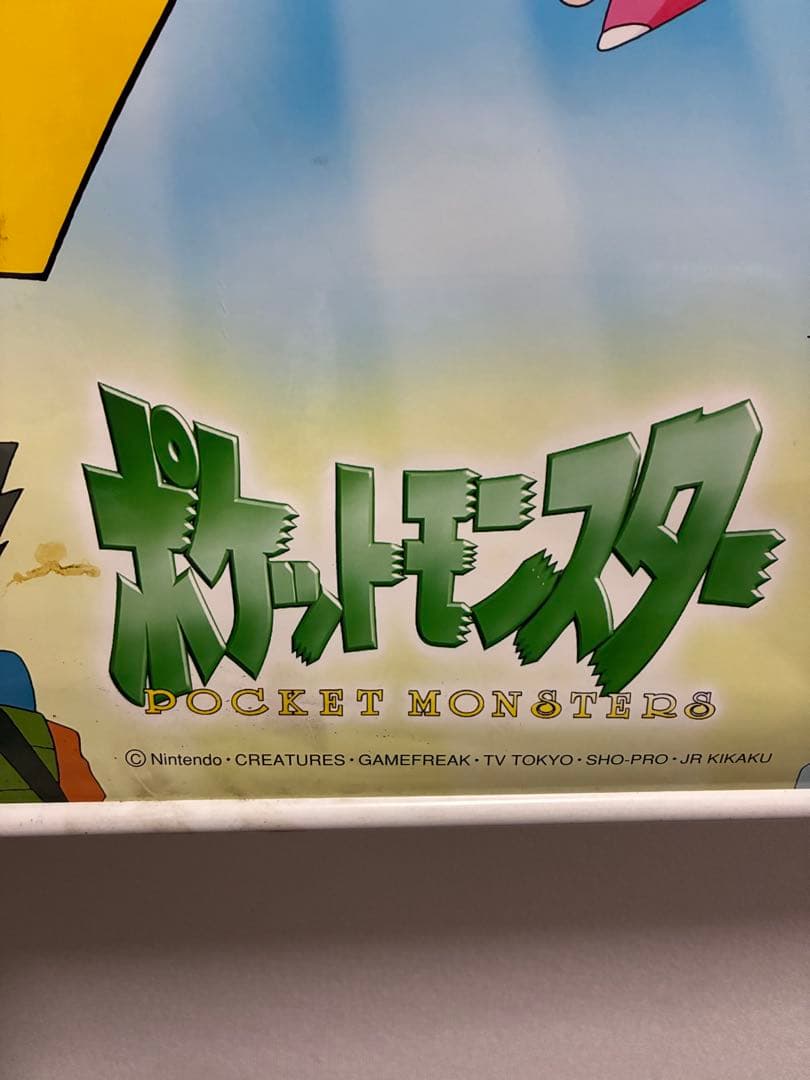 ポケットモンスター
POCKET MONSTERS
© Nintendo・CREATURES・GAMEFREAK・TV TOKYO・SHO-PRO・JR KIKAKU